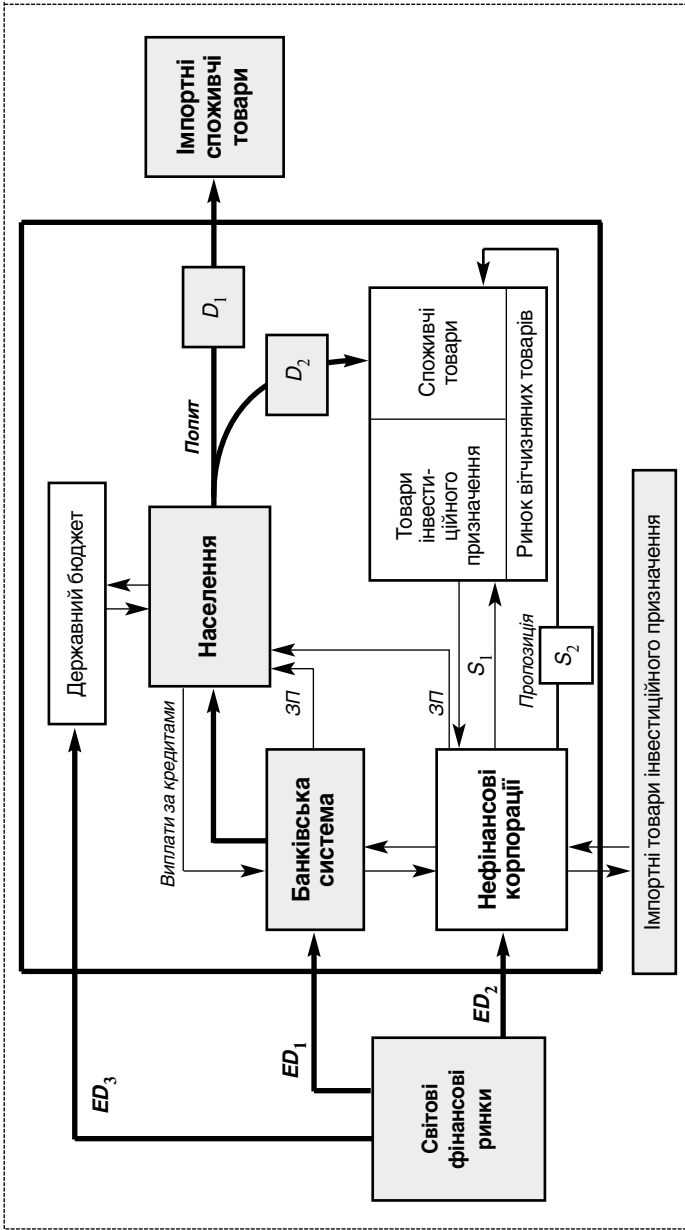 Державний бюджет
Імпортні
споживчі
товари
ED₃
Виплати за кредитами
Населення
Попит
D₁
D₂
ED₁
Банківська
система
ЗП
Світові
фінансові
ринки
ED₂
Нефінансові
корпорації
ЗП
S₁
Пропозиція
S₂
Товари
інвести-
ційного
призначення
Споживчі
товари
Ринок вітчизняних товарів
Імпортні товари інвестиційного призначення